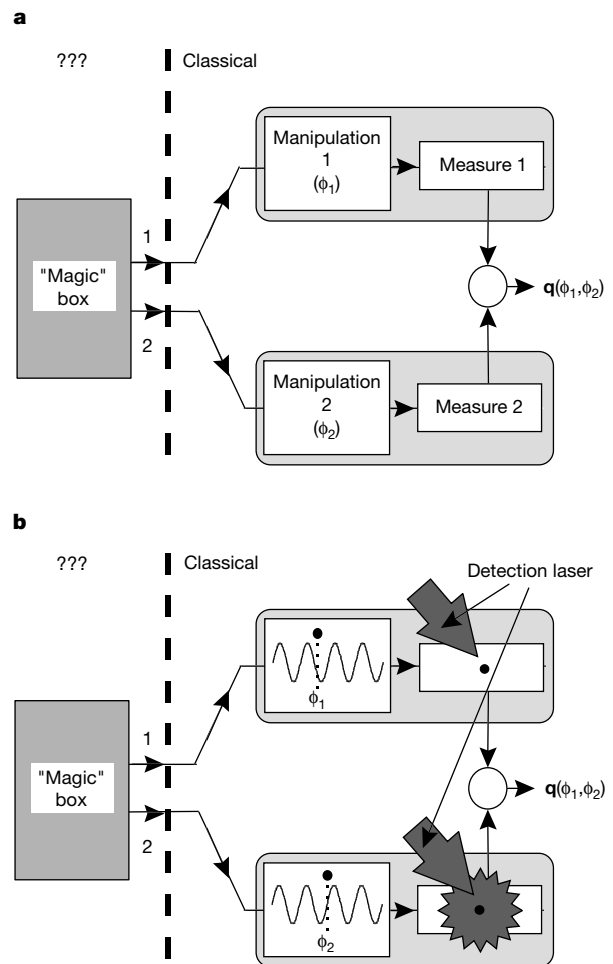 a
??? Classical
Manipulation
1
(ϕ₁)
Measure 1
1
"Magic"
box
2
q(ϕ₁,ϕ₂)
Manipulation
2
(ϕ₂)
Measure 2
b
??? Classical
Detection laser
ϕ₁
1
"Magic"
box
2
q(ϕ₁,ϕ₂)
ϕ₂